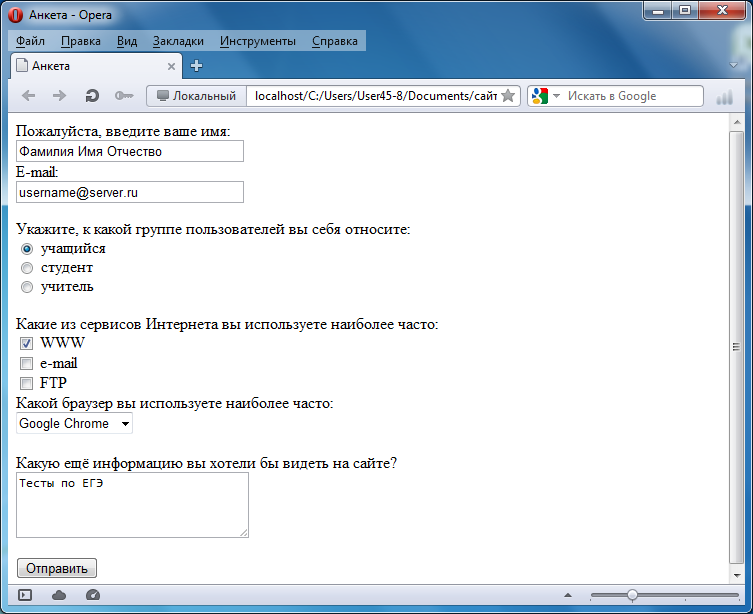 Анкета - Opera
Файл Правка Вид Закладки Инструменты Справка
Анкета
Локальный localhost/C:/Users/User45-8/Documents/сайт Искать в Google
Пожалуйста, введите ваше имя:
Фамилия Имя Отчество
E-mail:
username@server.ru
Укажите, к какой группе пользователей вы себя относите:
учащийся
студент
учитель
Какие из сервисов Интернета вы используете наиболее часто:
WWW
e-mail
FTP
Какой браузер вы используете наиболее часто:
Google Chrome
Какую ещё информацию вы хотели бы видеть на сайте?
Тесты по ЕГЭ
Отправить